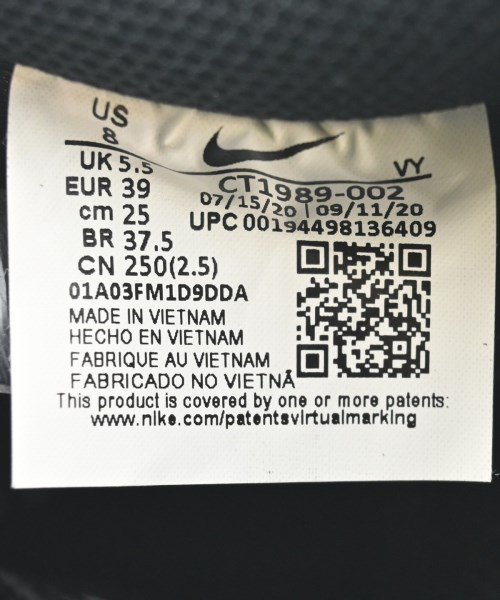 US
8
UK 5.5
EUR 39
cm 25
BR 37.5
CN 250(2.5)
VY
CT1989-002
07/15/20 | 09/11/20
UPC 00194498136409
01A03FM1D9DDA
MADE IN VIETNAM
HECHO EN VIETNAM
FABRIQUE AU VIETNAM
FABRICADO NO VIETNÃ
This product is covered by one or more patents:
www.nike.com/patentsvirtualmarking